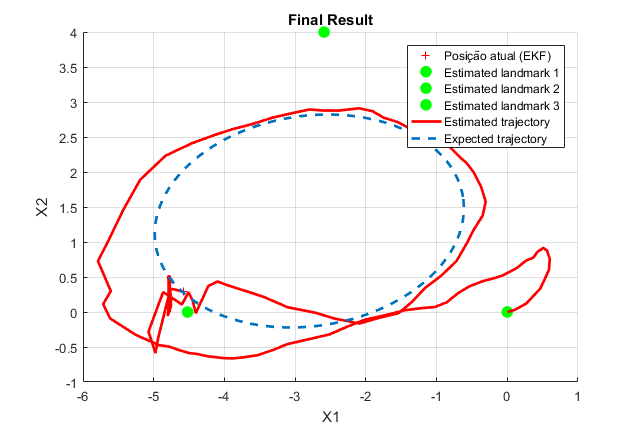 Final Result
4
3.5
3
2.5
2
1.5
1
0.5
0
-0.5
-1
X2
-6
-5
-4
-3
-2
-1
0
1
X1
Posição atual (EKF)
Estimated landmark 1
Estimated landmark 2
Estimated landmark 3
Estimated trajectory
Expected trajectory